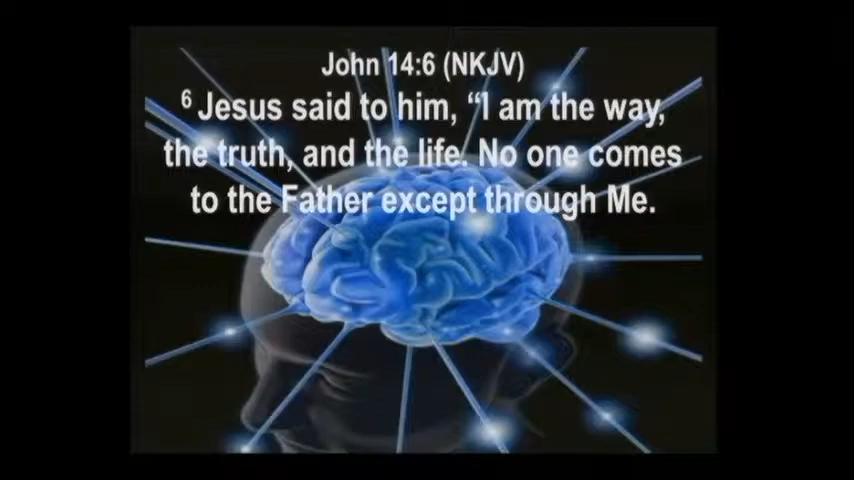 John 14:6 (NKJV)
6 Jesus said to him, “I am the way,
the truth, and the life. No one comes
to the Father except through Me.